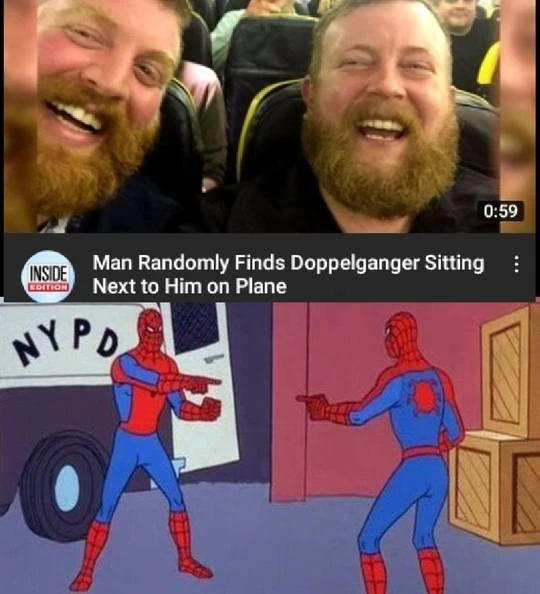 0:59
INSIDE
EDITION
Man Randomly Finds Doppelganger Sitting
Next to Him on Plane
NYPD